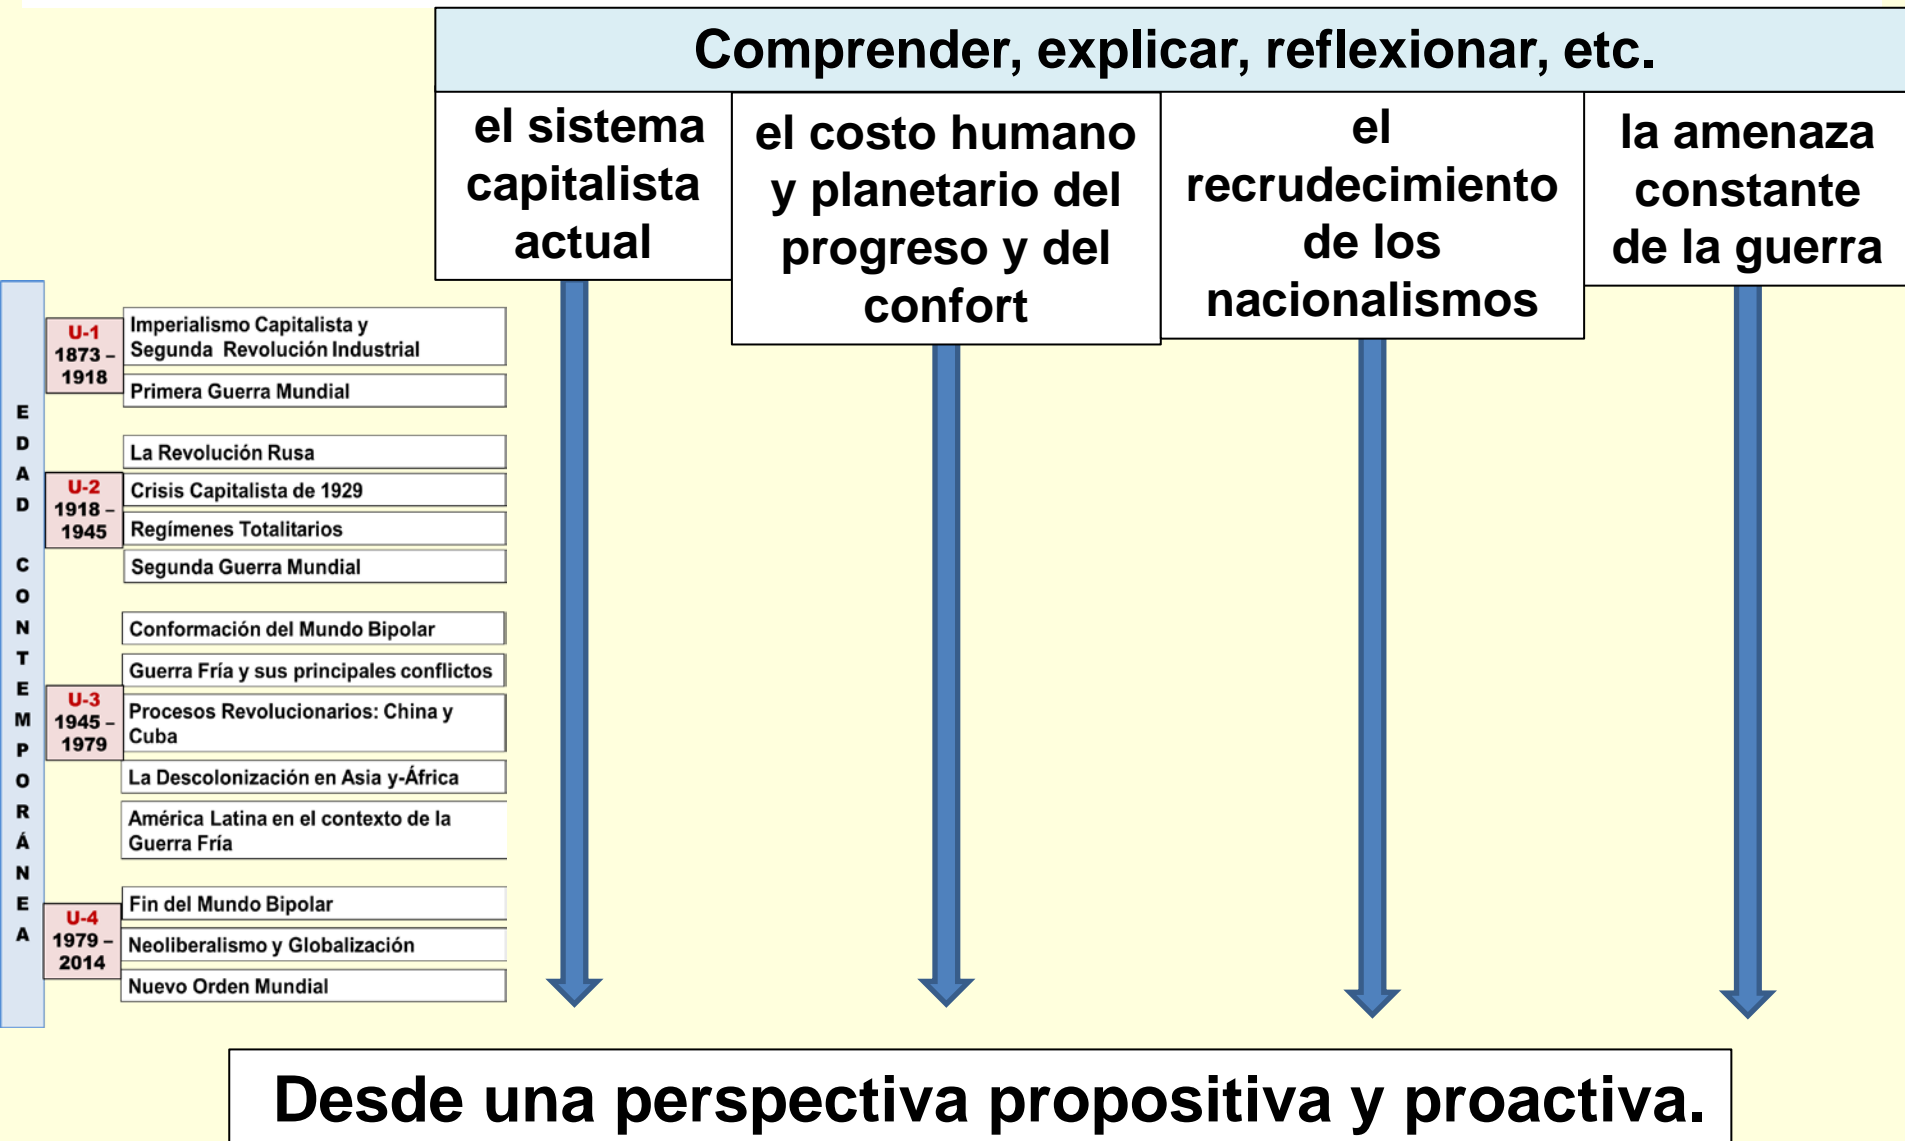 Comprender, explicar, reflexionar, etc.
el sistema
capitalista
actual
el costo humano
y planetario del
progreso y del
confort
el
recrudecimiento
de los
nacionalismos
la amenaza
constante
de la guerra
EDAD CONTEMPORÁNEA
U-1
1873 –
1918
Imperialismo Capitalista y
Segunda Revolución Industrial
Primera Guerra Mundial
U-2
1918 –
1945
La Revolución Rusa
Crisis Capitalista de 1929
Regímenes Totalitarios
Segunda Guerra Mundial
U-3
1945 –
1979
Conformación del Mundo Bipolar
Guerra Fría y sus principales conflictos
Procesos Revolucionarios: China y
Cuba
La Descolonización en Asia y-África
América Latina en el contexto de la
Guerra Fría
U-4
1979 –
2014
Fin del Mundo Bipolar
Neoliberalismo y Globalización
Nuevo Orden Mundial
Desde una perspectiva propositiva y proactiva.